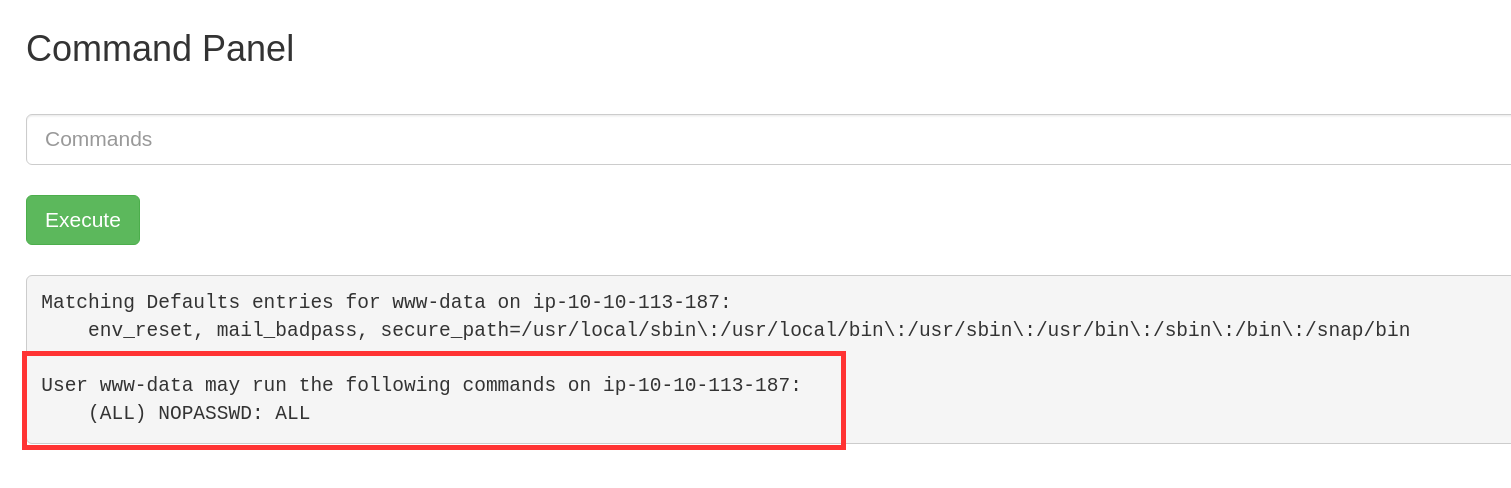 Command Panel
Commands
Execute
Matching Defaults entries for www-data on ip-10-10-113-187:
    env_reset, mail_badpass, secure_path=/usr/local/sbin\:/usr/local/bin\:/usr/sbin\:/usr/bin\:/sbin\:/bin\:/snap/bin
User www-data may run the following commands on ip-10-10-113-187:
    (ALL) NOPASSWD: ALL